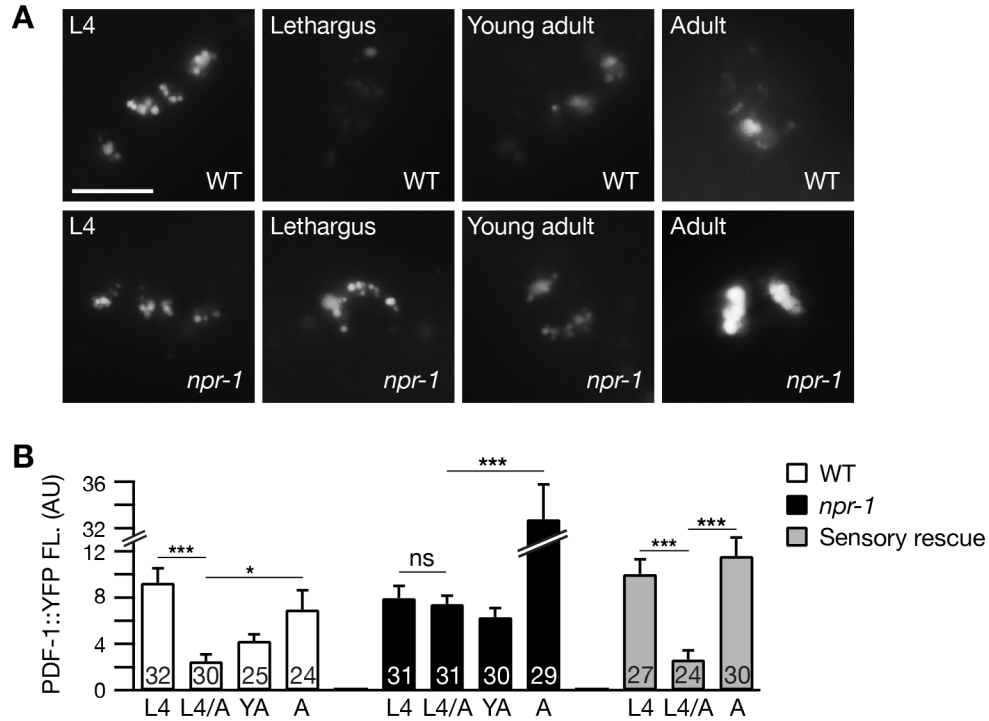 A
L4
Lethargus
Young adult
Adult
WT
WT
WT
WT
L4
Lethargus
Young adult
Adult
npr-1
npr-1
npr-1
npr-1
B
PDF-1::YFP FL. (AU)
36
32
12
8
4
0
***
*
ns
***
***
***
32
30
25
24
31
31
30
29
27
24
30
L4 L4/A YA A L4 L4/A YA A L4 L4/A A
WT
npr-1
Sensory rescue